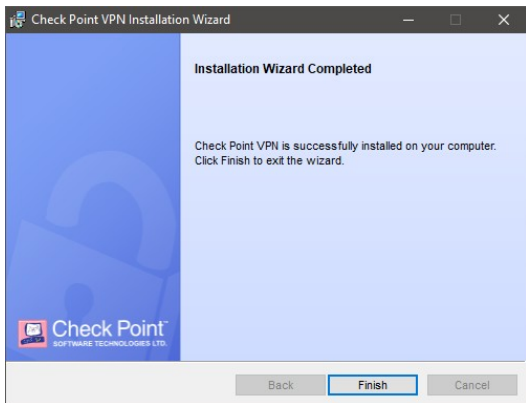 Check Point VPN Installation Wizard
Installation Wizard Completed
Check Point VPN is successfully installed on your computer.
Click Finish to exit the wizard.
Check Point™
SOFTWARE TECHNOLOGIES LTD.
Back
Finish
Cancel